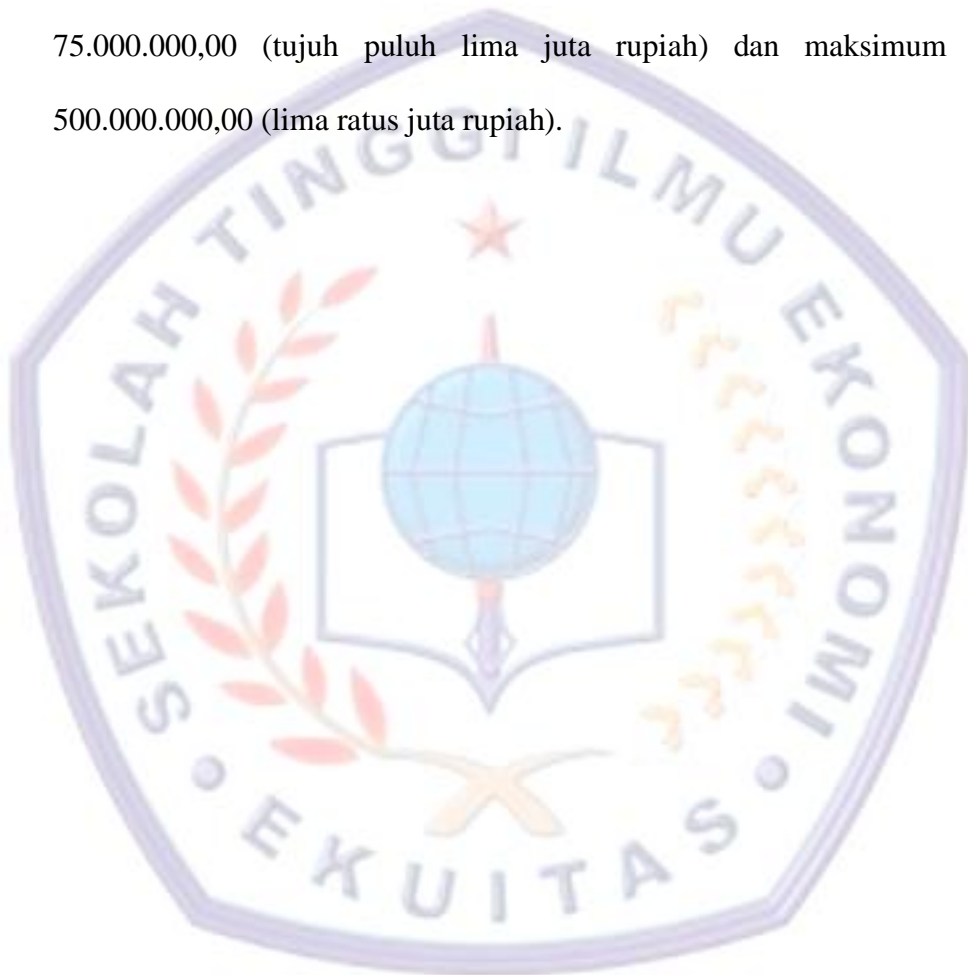 75.000.000,00 (tujuh puluh lima juta rupiah) dan maksimum
500.000.000,00 (lima ratus juta rupiah).
SEKOLAH TINGGI ILMU EKONOMI
EKUITAS